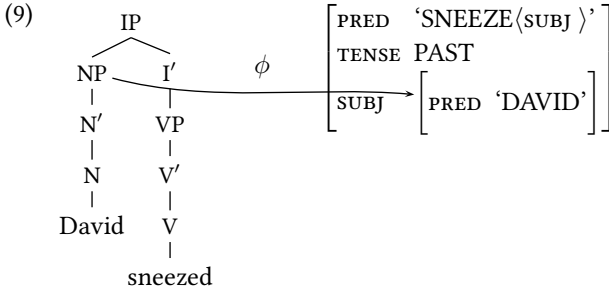 (9)
IP
PRED ‘SNEEZE⟨SUBJ⟩’
TENSE PAST
NP I′ ϕ
SUBJ PRED ‘DAVID’
N′ VP
N V′
David V
sneezed